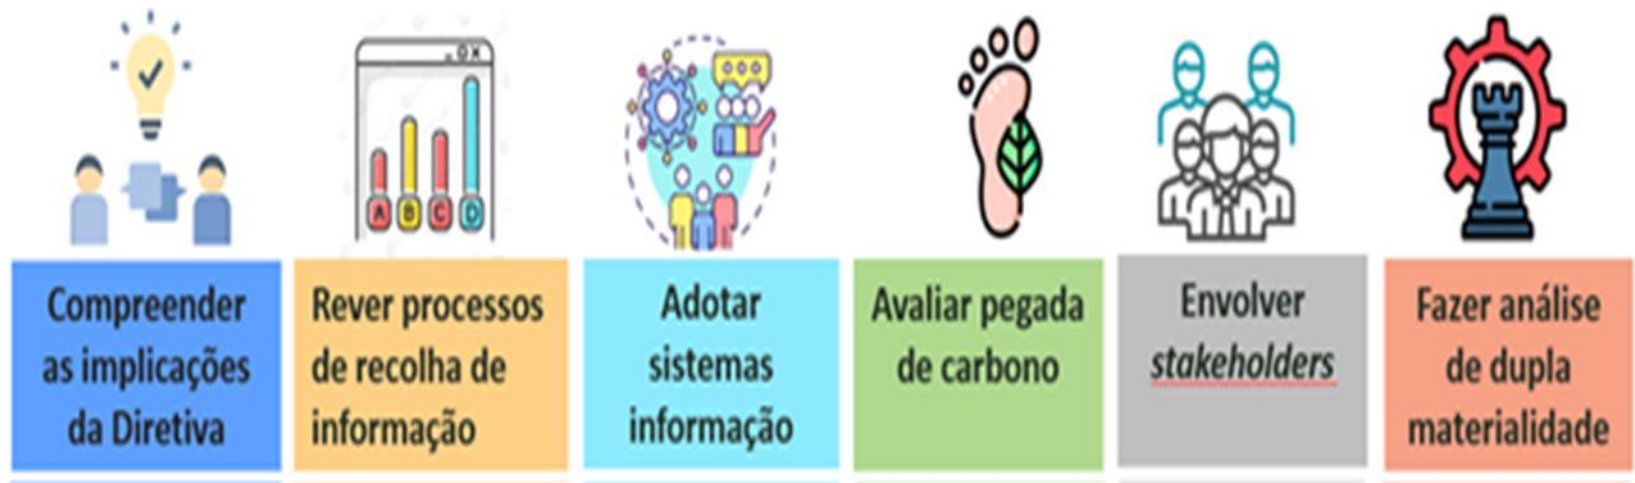 A B C D
Compreender
as implicações
da Diretiva
Rever processos
de recolha de
informação
Adotar
sistemas
informação
Avaliar pegada
de carbono
Envolver
stakeholders
Fazer análise
de dupla
materialidade